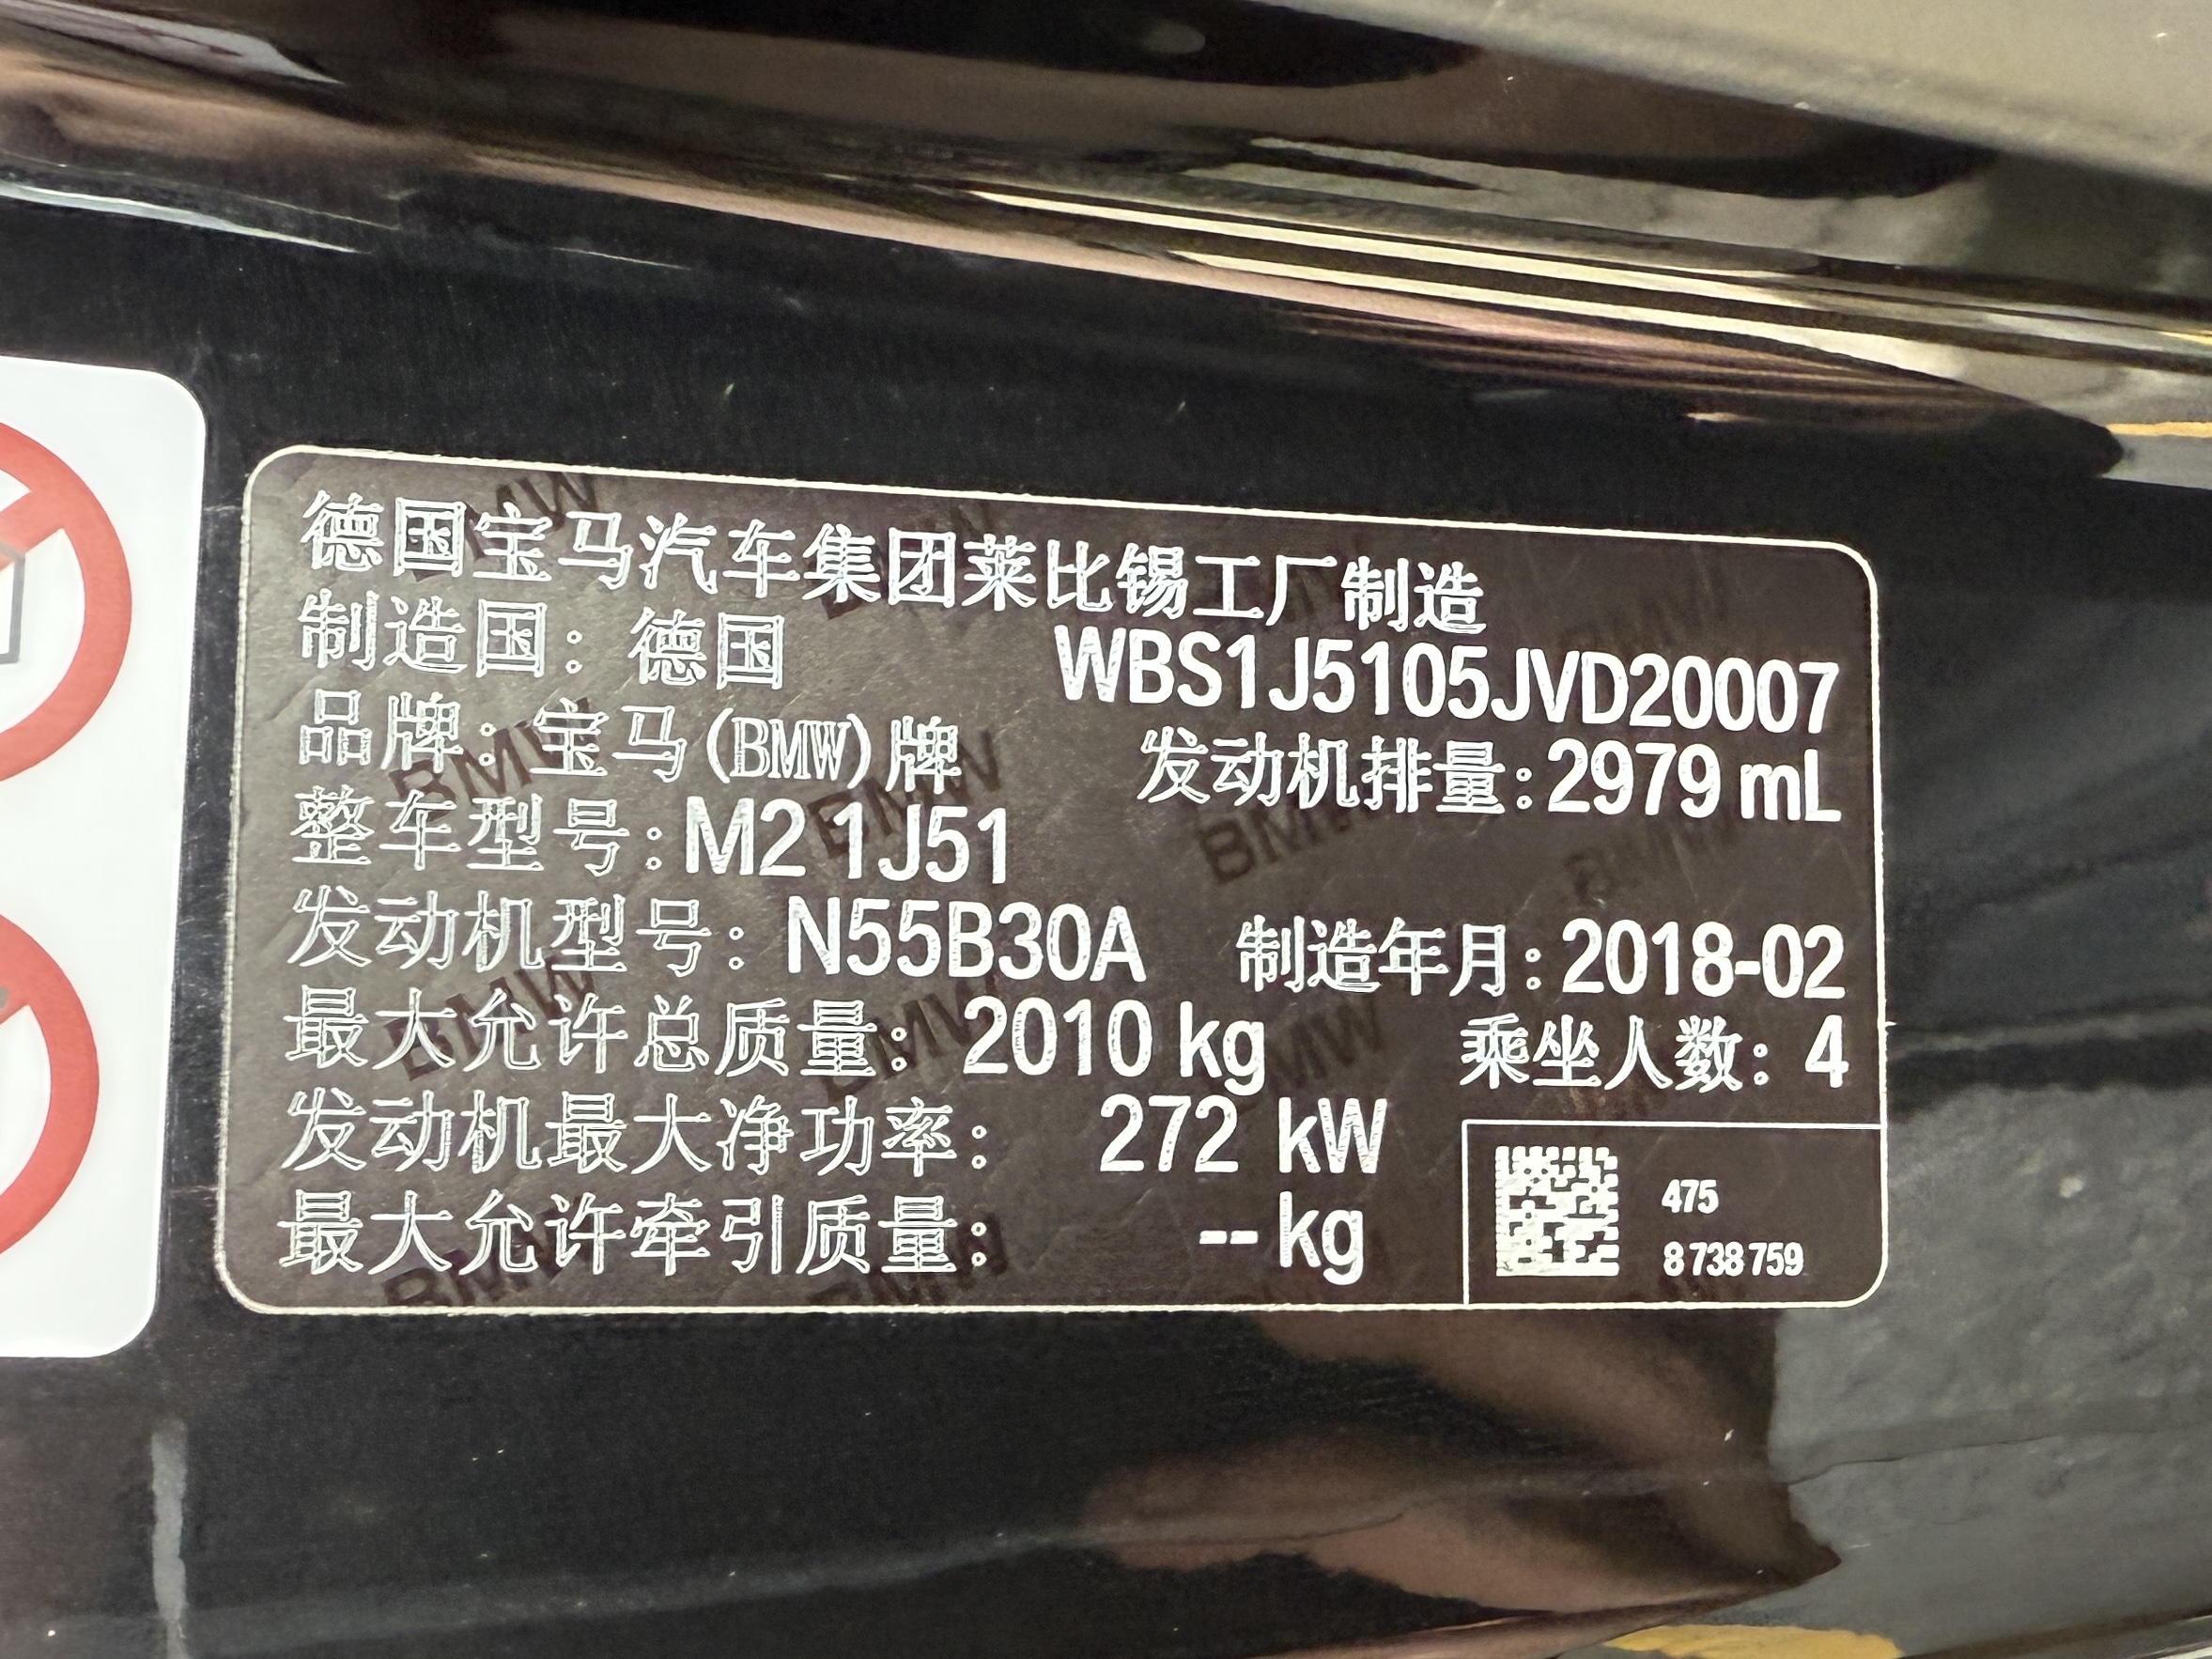 德国宝马汽车集团莱比锡工厂制造
制造国：德国 WBS1J5105JVD20007
品牌：宝马(BMW)牌 发动机排量：2979 mL
整车型号：M2 1J51
发动机型号：N55B30A 制造年月：2018-02
最大允许总质量：2010 kg 乘坐人数：4
发动机最大净功率：272 kW
最大允许牵引质量：-- kg
475
8 738 759